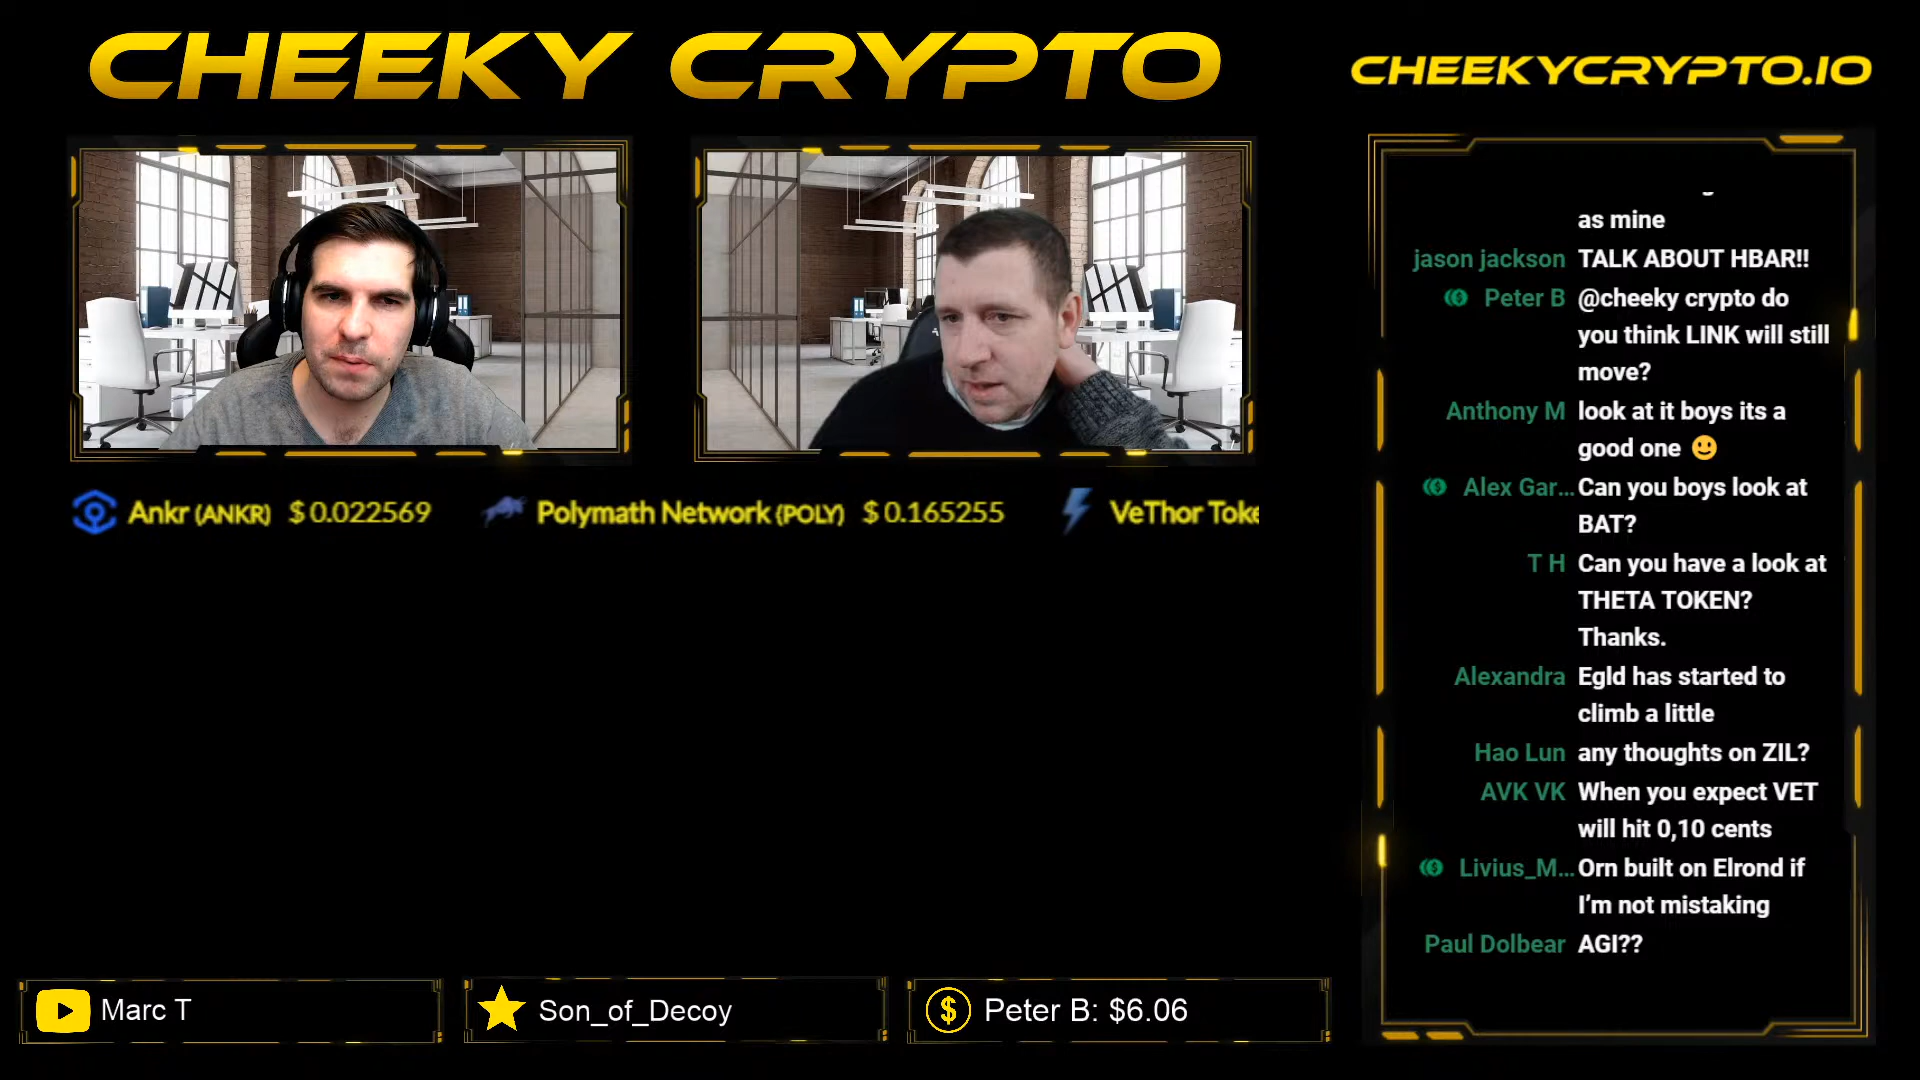 CHEEKY CRYPTO
CHEEKYCRYPTO.IO
Ankr (ANKR) $ 0.022569 Polymath Network (POLY) $ 0.165255 VeThor
as mine
jason jackson TALK ABOUT HBAR!!
Peter B @cheeky crypto do
you think LINK will still
move?
Anthony M look at it boys its a
good one 🙂
Alex Gar... Can you boys look at
BAT?
T H Can you have a look at
THETA TOKEN?
Thanks.
Alexandra Egld has started to
climb a little
Hao Lun any thoughts on ZIL?
AVK VK When you expect VET
will hit 0,10 cents
Livius_M... Orn built on Elrond if
I'm not mistaking
Paul Dolbear AGI??
Marc T
Son_of_Decoy
Peter B: $6.06